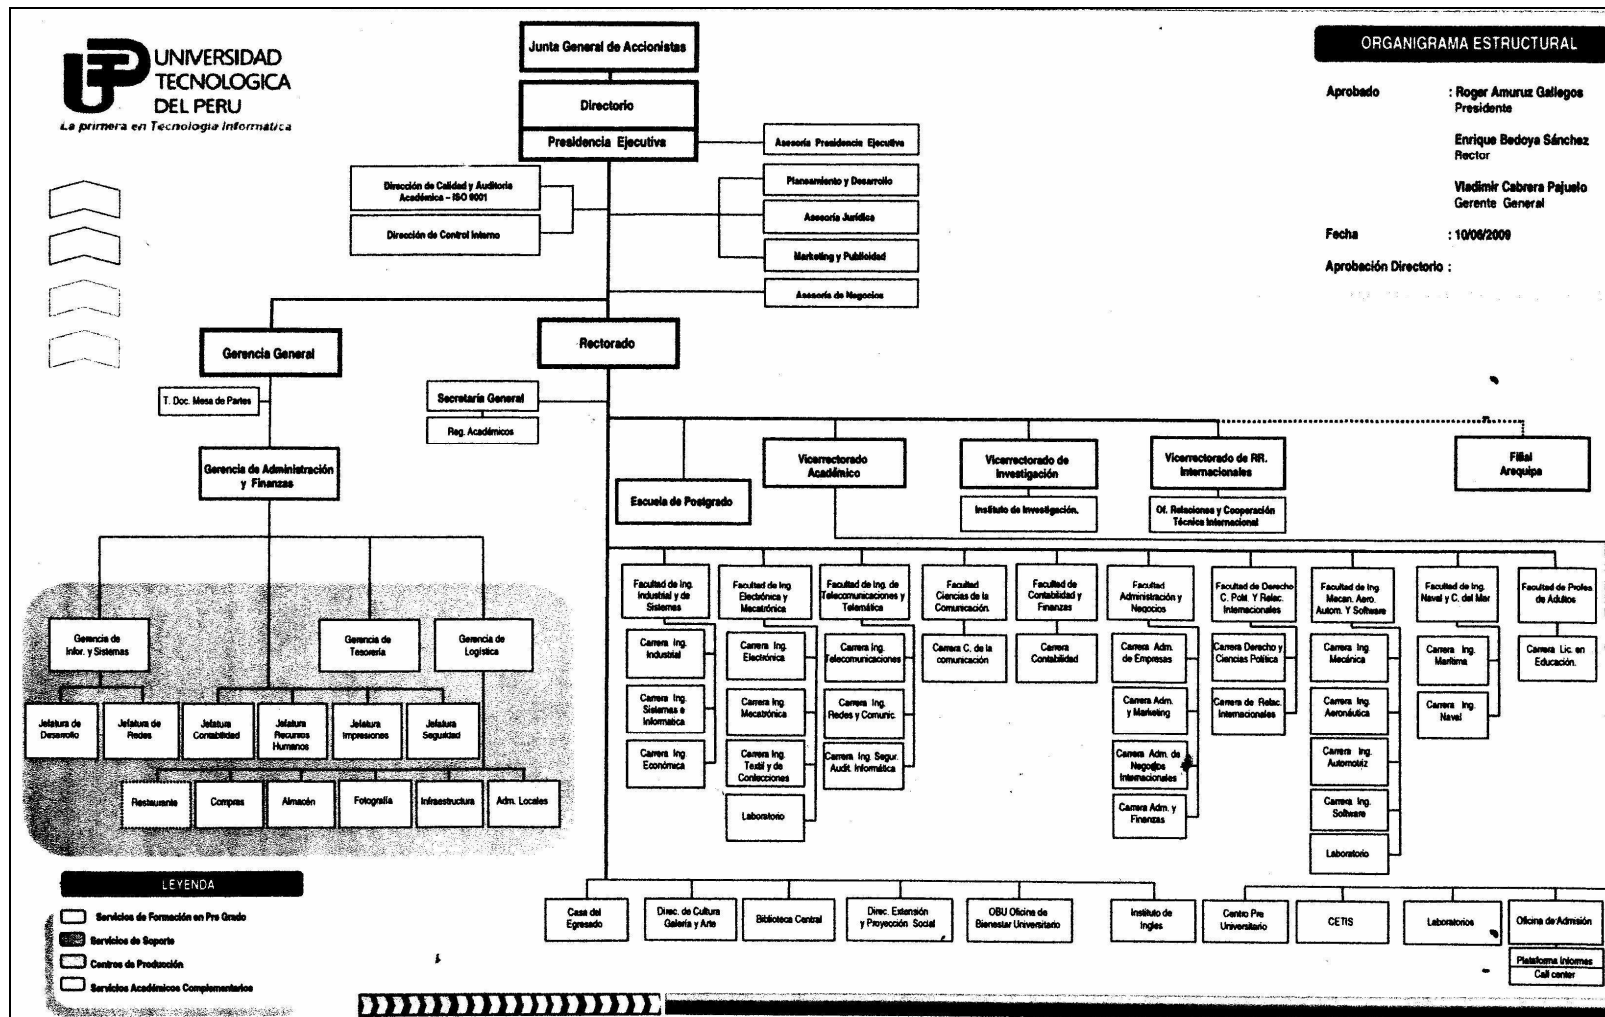 UNIVERSIDAD
TECNOLOGICA
DEL PERU
La primera en Tecnología Informática
ORGANIGRAMA ESTRUCTURAL
Aprobado : Roger Amuruz Gallegos
Presidente
Enrique Bedoya Sánchez
Rector
Vladimir Cabrera Pajuelo
Gerente General
Fecha : 10/06/2009
Aprobación Directorio :
Junta General de Accionistas
Directorio
Presidencia Ejecutiva
Asesoría Presidencia Ejecutiva
Dirección de Calidad y Auditoria
Académica – ISO 9001
Dirección de Control Interno
Planeamiento y Desarrollo
Asesoría Jurídica
Marketing y Publicidad
Asesoría de Negocios
Gerencia General
Rectorado
T. Doc. Mesa de Partes
Secretaría General
Reg. Académicos
Gerencia de Administración
y Finanzas
Escuela de Postgrado
Vicerrectorado
Académico
Vicerrectorado de
Investigación
Instituto de Investigación.
Vicerrectorado de RR.
Internacionales
Of. Relaciones y Cooperación
Técnica Internacional
Filial
Arequipa
Gerencia de
Infor. y Sistemas
Gerencia de
Tesorería
Gerencia de
Logística
Jefatura de
Desarrollo
Jefatura de
Redes
Jefatura
Contabilidad
Jefatura
Recursos
Humanos
Jefatura
Impresiones
Jefatura
Seguridad
Restaurante
Compras
Almacén
Fotografía
Infraestructura
Adm. Locales
Facultad de Ing.
Industrial y de
Sistemas
Carrera Ing.
Industrial
Carrera Ing.
Sistemas e
Informatica
Carrera Ing.
Económica
Facultad de Ing
Electrónica y
Mecatrónica
Carrera Ing.
Electrónica
Carrera Ing.
Mecatrónica
Carrera Ing.
Textil y de
Confecciones
Laboratorio
Facultad de Ing. de
Telecomunicaciones y
Telemática
Carrera Ing.
Telecomunicaciones
Carrera Ing.
Redes y Comunic.
Carrera Ing. Segur.
Audit. Informática
Facultad
Ciencias de la
Comunicación.
Carrera C. de la
comunicación
Facultad de
Contabilidad y
Finanzas
Carrera
Contabilidad
Facultad
Administración y
Negocios
Carrera Adm.
de Empresas
Carrera Adm.
y Marketing
Carrera Adm. de
Negocios
Internacionales
Carrera Adm. y
Finanzas
Facultad de Derecho
C. Polit. Y Relac.
Internacionales
Carrera Derecho y
Ciencias Política
Carrera de Relac.
Internacionales
Facultad de Ing.
Mecan. Aero.
Autom. Y Software
Carrera Ing.
Mecánica
Carrera Ing.
Aeronáutica
Carrera Ing.
Automotriz
Carrera Ing.
Software
Laboratorio
Facultad de Ing.
Naval y C. del Mar
Carrera Ing.
Marítima
Carrera Ing.
Naval
Facultad de Profes.
de Adultos
Carrera Lic. en
Educación.
Casa del
Egresado
Direc. de Cultura
Galería y Arte
Biblioteca Central
Direc. Extensión
y Proyección Social
OBU Oficina de
Bienestar Universitario
Instituto de
Ingles
Centro Pre
Universitario
CETIS
Laboratorios
Oficina de Admisión
Plataforma Informes
Call center
LEYENDA
Servicios de Formación en Pre Grado
Servicios de Soporte
Centros de Producción
Servicios Académicos Complementarios